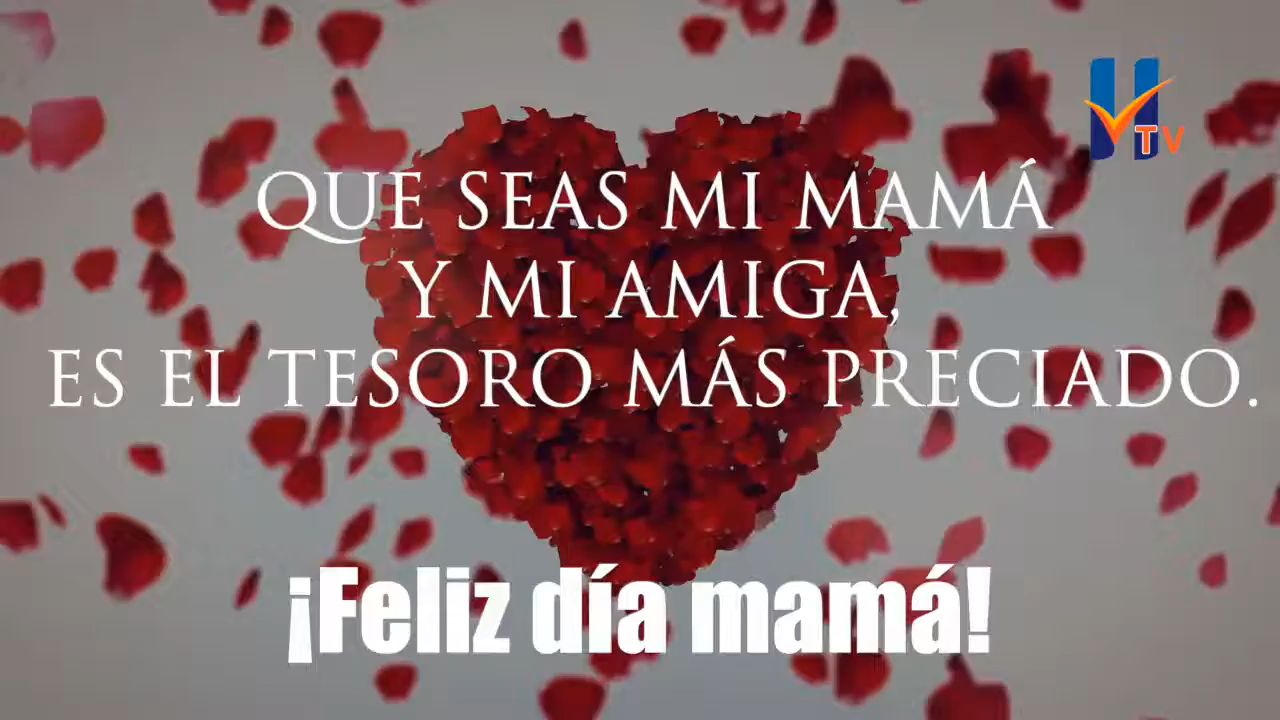 HTV
QUE SEAS MI MAMÁ
Y MI AMIGA,
ES EL TESORO MÁS PRECIADO.
¡Feliz día mamá!